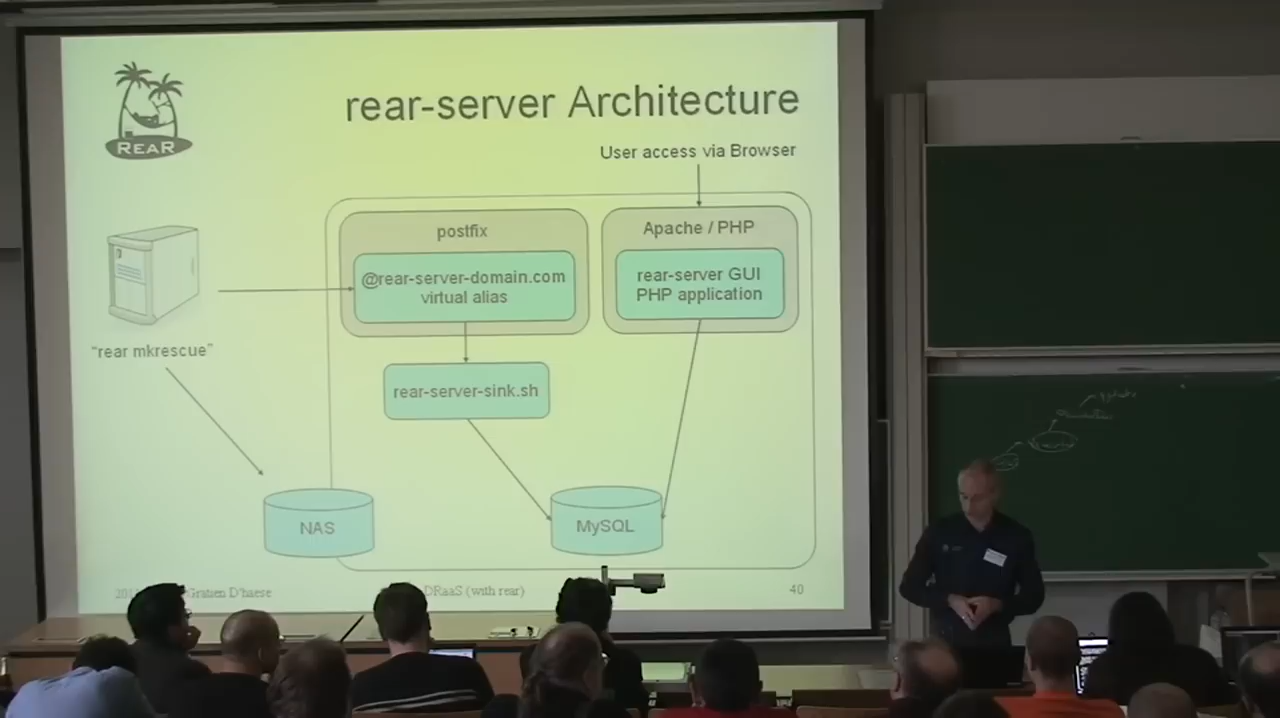 REAR
rear-server Architecture
User access via Browser
postfix
Apache / PHP
@rear-server-domain.com
virtual alias
rear-server GUI
PHP application
"rear mkrescue"
rear-server-sink.sh
NAS
MySQL
Gratien D'haese
DRaaS (with rear)
40